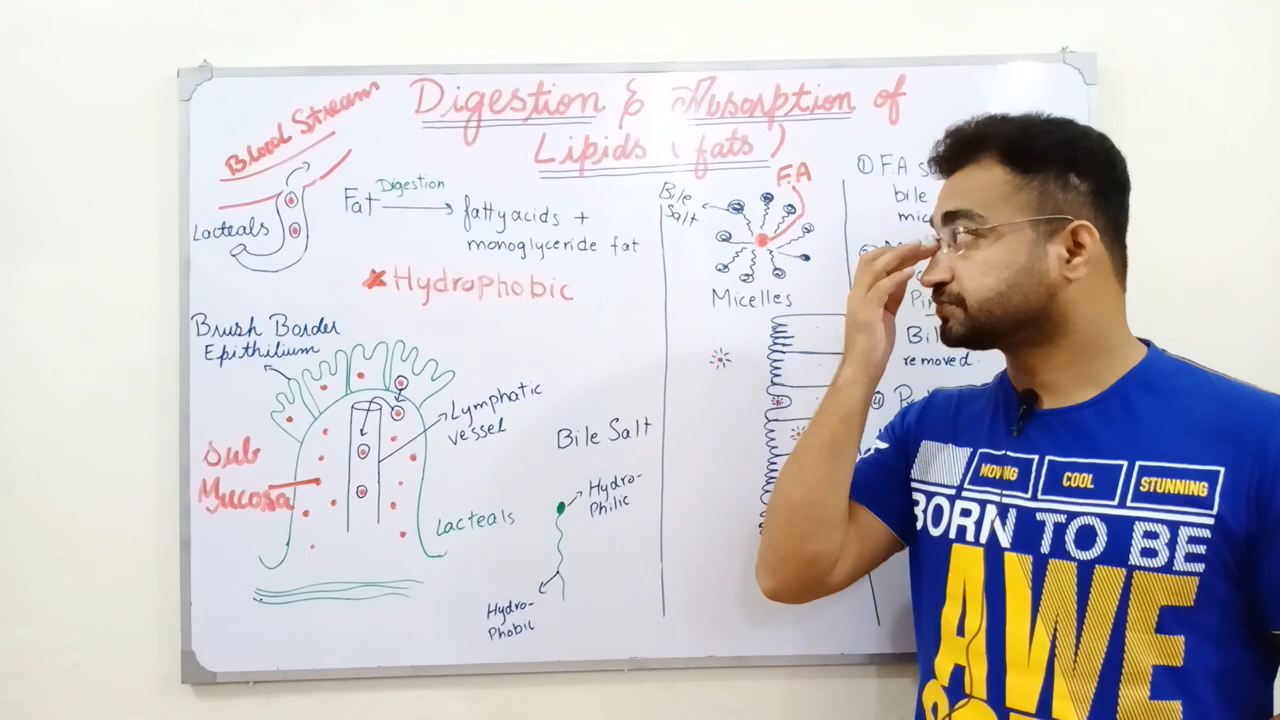 Digestion & Absorption of
Lipids (fats)
Blood Stream
Lacteals
Fat
Digestion
fatty acids +
monoglyceride fat
Hydrophobic
Brush Border
Epithilium
Sub
Mucosa
Lymphatic
vessel
Lacteals
Bile Salt
Hydro-
Philic
Hydro-
Phobic
Bile
Salt
F.A
Micelles
① F.A
bile
removed.
④
MOVING
COOL
STUNNING
BORN TO BE
AWE